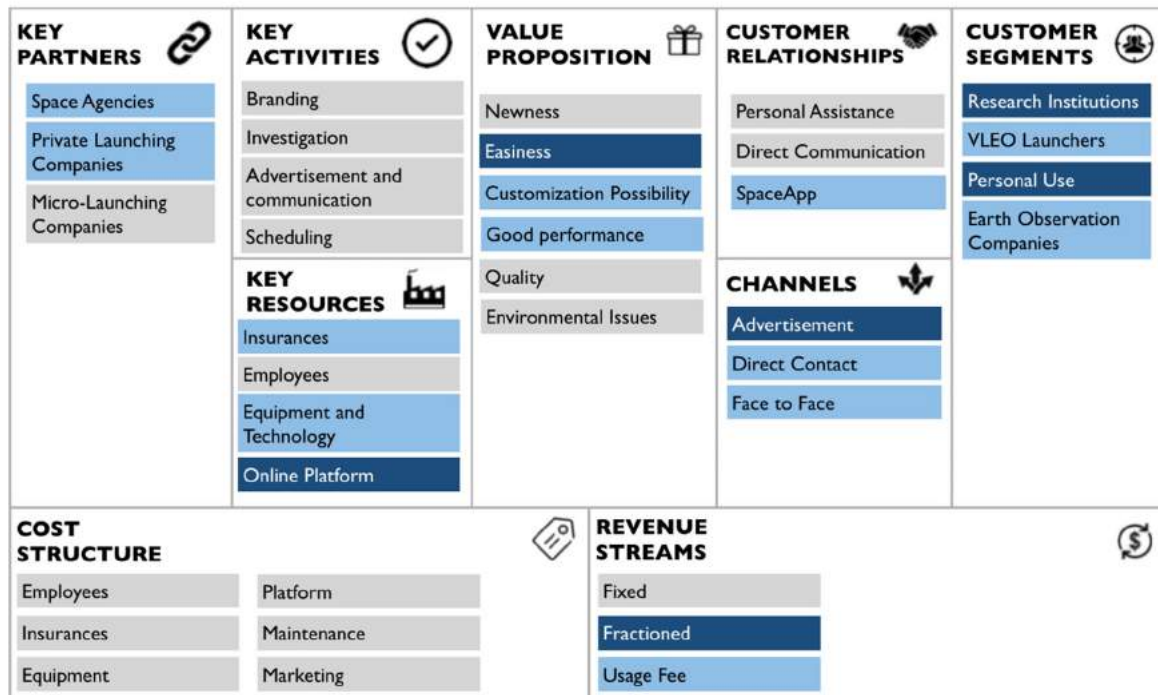 KEY
PARTNERS
Space Agencies
Private Launching
Companies
Micro-Launching
Companies
KEY
ACTIVITIES
Branding
Investigation
Advertisement and
communication
Scheduling
KEY
RESOURCES
Insurances
Employees
Equipment and
Technology
Online Platform
VALUE
PROPOSITION
Newness
Easiness
Customization Possibility
Good performance
Quality
Environmental Issues
CUSTOMER
RELATIONSHIPS
Personal Assistance
Direct Communication
SpaceApp
CHANNELS
Advertisement
Direct Contact
Face to Face
CUSTOMER
SEGMENTS
Research Institutions
VLEO Launchers
Personal Use
Earth Observation
Companies
COST
STRUCTURE
Employees
Insurances
Equipment
Platform
Maintenance
Marketing
REVENUE
STREAMS
Fixed
Fractioned
Usage Fee
$